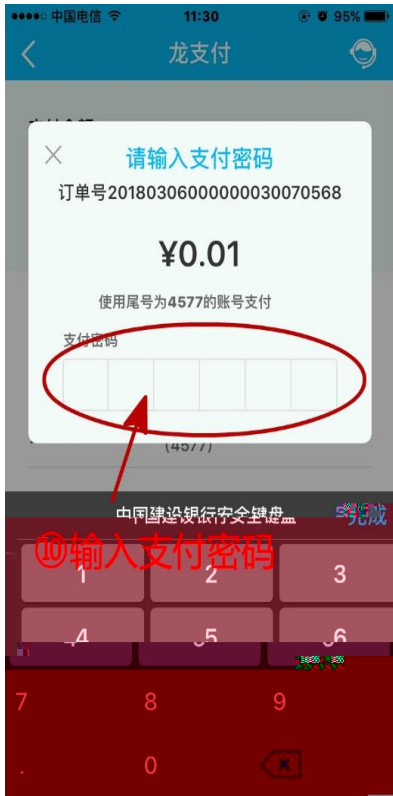 中国电信 11:30 95%
龙支付
请输入支付密码
订单号20180306000000030070568
¥0.01
使用尾号为4577的账号支付
支付密码
(4577)
中国建设银行安全键盘 完成
⑩输入支付密码
1 2 3
4 5 6
7 8 9
. 0